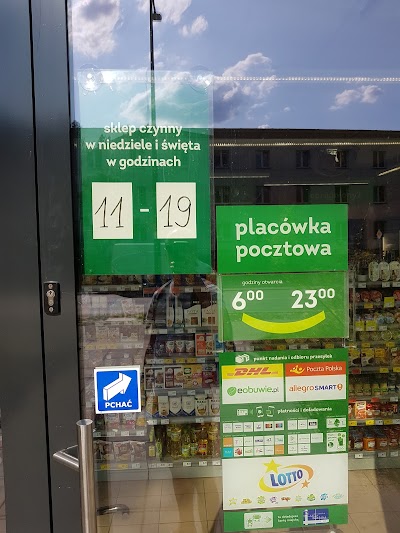 sklep czynny
w niedziele i święta
w godzinach
11 - 19
placówka
pocztowa
godziny otwarcia
6⁰⁰ 23⁰⁰
punkt nadania i odbioru przesyłek
DHL Poczta Polska
eobuwie.pl allegro SMART!
płatności i doładowania
LOTTO
PCHAĆ